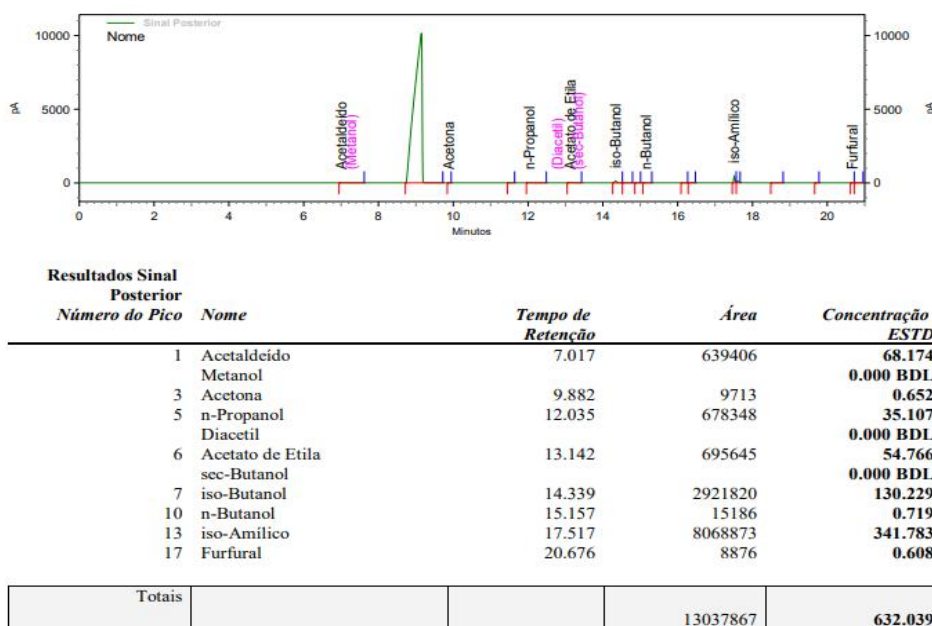 Sinal Posterior
Nome
10000
5000
0
pA
10000
5000
0
pA
Acetaldeído
(Metanol)
Acetona
n-Propanol
(Diacetil)
Acetato de Etila
(sec-Butanol)
iso-Butanol
n-Butanol
iso-Amílico
Furfural
0 2 4 6 8 10 12 14 16 18 20
Minutos
Resultados Sinal
Posterior
Número do Pico Nome Tempo de Retenção Área Concentração ESTD
1 Acetaldeído 7.017 639406 68.174
Metanol 0.000 BDL
3 Acetona 9.882 9713 0.652
5 n-Propanol 12.035 678348 35.107
Diacetil 0.000 BDL
6 Acetato de Etila 13.142 695645 54.766
sec-Butanol 0.000 BDL
7 iso-Butanol 14.339 2921820 130.229
10 n-Butanol 15.157 15186 0.719
13 iso-Amílico 17.517 8068873 341.783
17 Furfural 20.676 8876 0.608
Totais
13037867 632.039